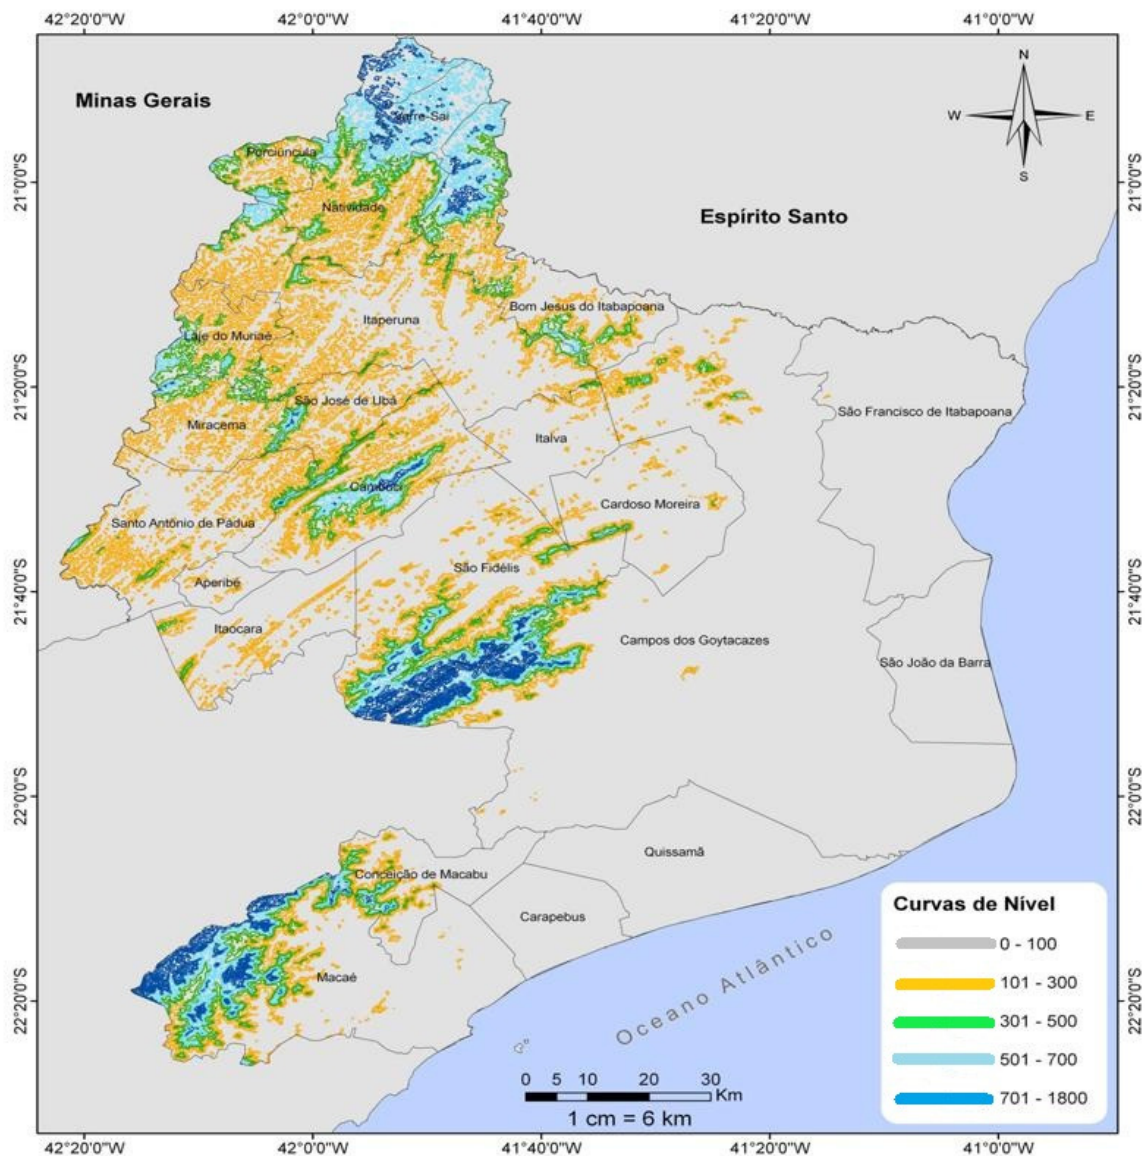 42°20'0"W 42°0'0"W 41°40'0"W 41°20'0"W 41°0'0"W
N
W E
S
Minas Gerais
Varre-Sai
Porciúncula
21°0'0"S 21°0'0"S
Natividade
Espírito Santo
Bom Jesus do Itabapoana
Itaperuna
Laje do Muriaé
21°20'0"S 21°20'0"S
São José de Ubá
São Francisco de Itabapoana
Miracema
Italva
Cambuci
Cardoso Moreira
Santo Antônio de Pádua
São Fidélis
Aperibé
21°40'0"S 21°40'0"S
Itaocara
Campos dos Goytacazes
São João da Barra
22°0'0"S 22°0'0"S
Quissamã
Conceição de Macabu
Carapebus
Macaé
22°20'0"S 22°20'0"S
Oceano Atlântico
Curvas de Nível
0 - 100
101 - 300
301 - 500
501 - 700
701 - 1800
0 5 10 20 30
Km
1 cm = 6 km
42°20'0"W 42°0'0"W 41°40'0"W 41°20'0"W 41°0'0"W